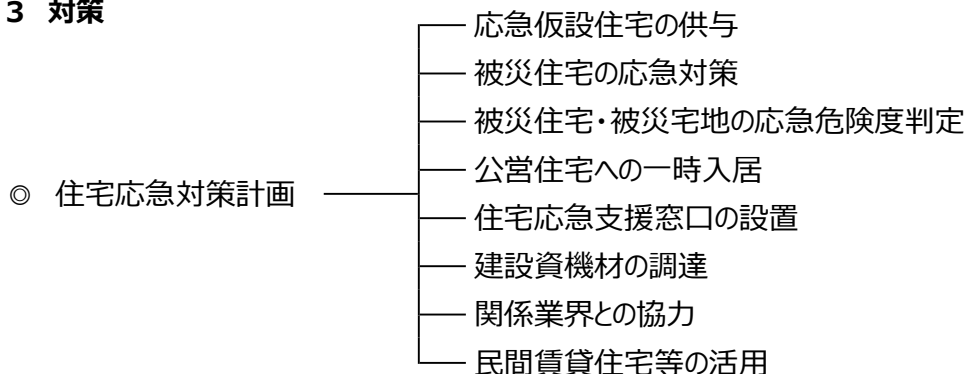 3 対策
応急仮設住宅の供与
被災住宅の応急対策
被災住宅・被災宅地の応急危険度判定
公営住宅への一時入居
◎ 住宅応急対策計画
住宅応急支援窓口の設置
建設資機材の調達
関係業界との協力
民間賃貸住宅等の活用